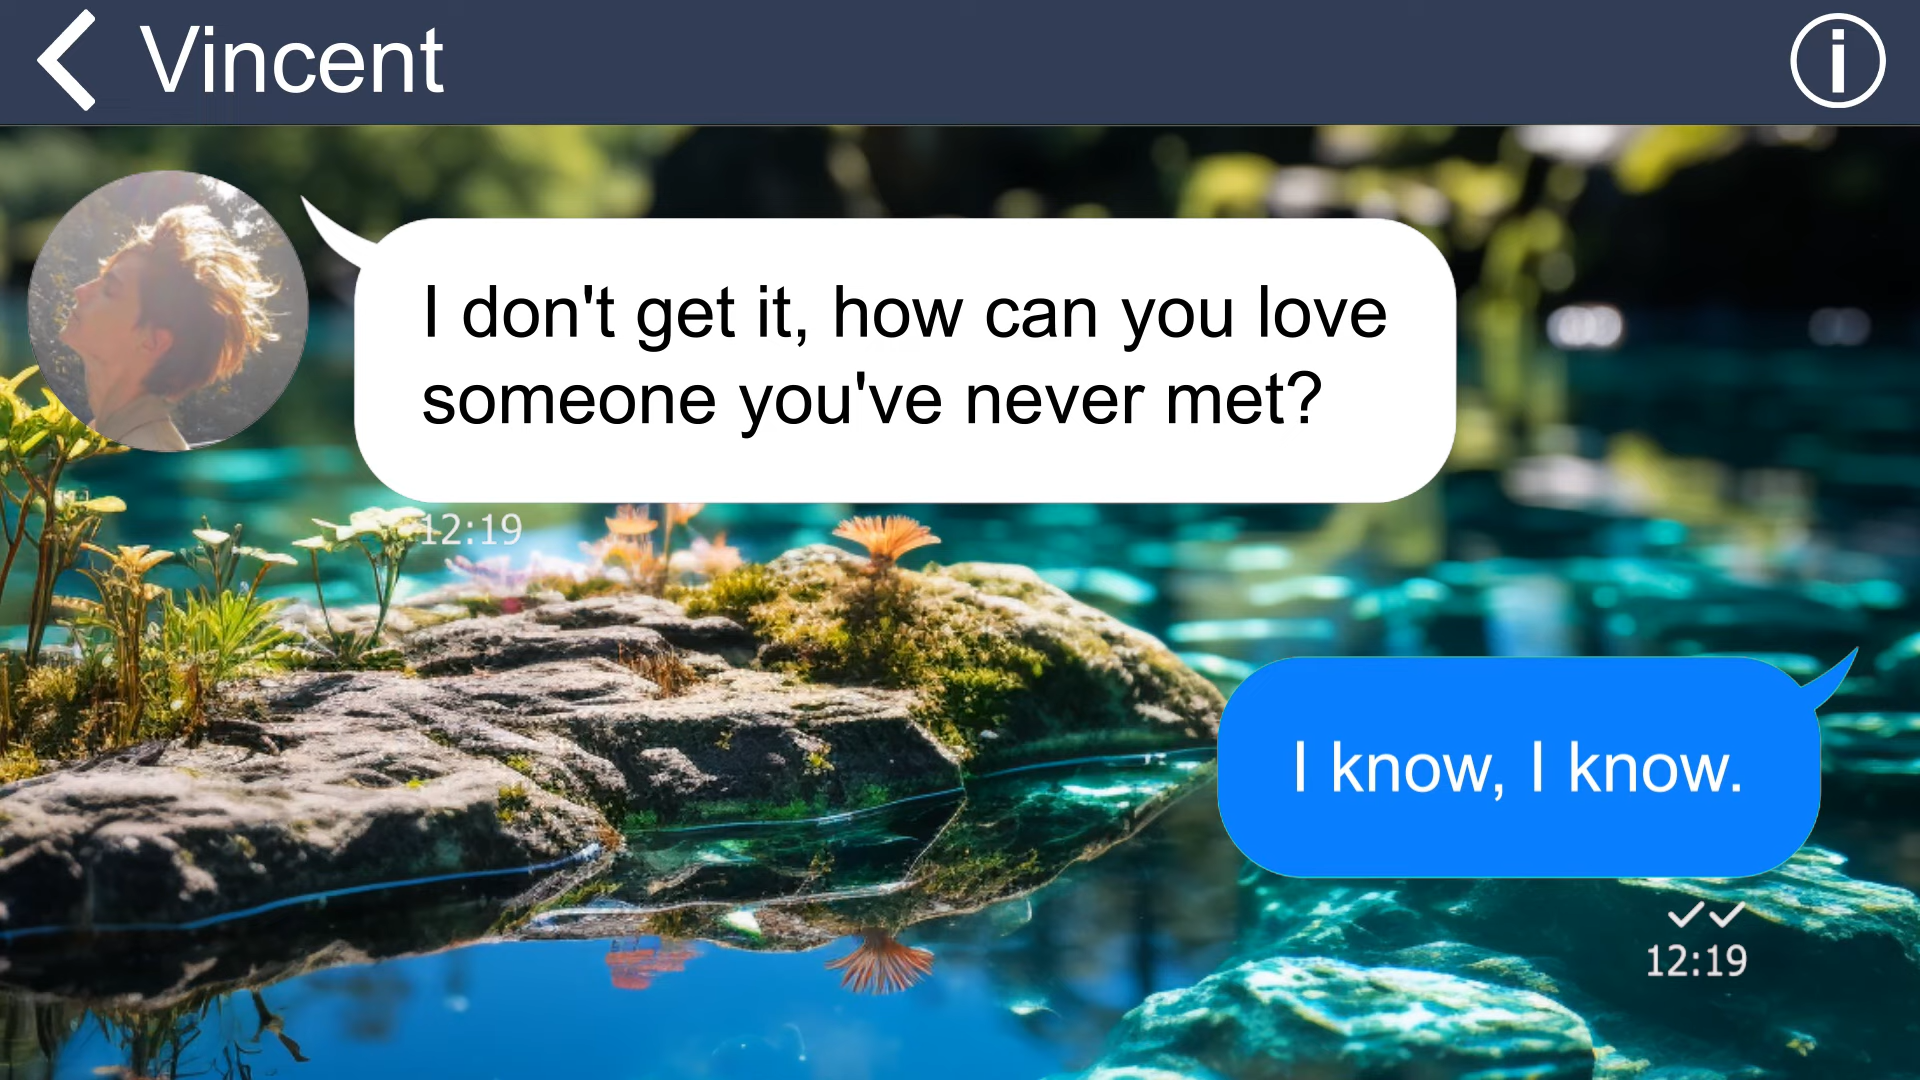 Vincent
I don't get it, how can you love
someone you've never met?
12:19
I know, I know.
12:19